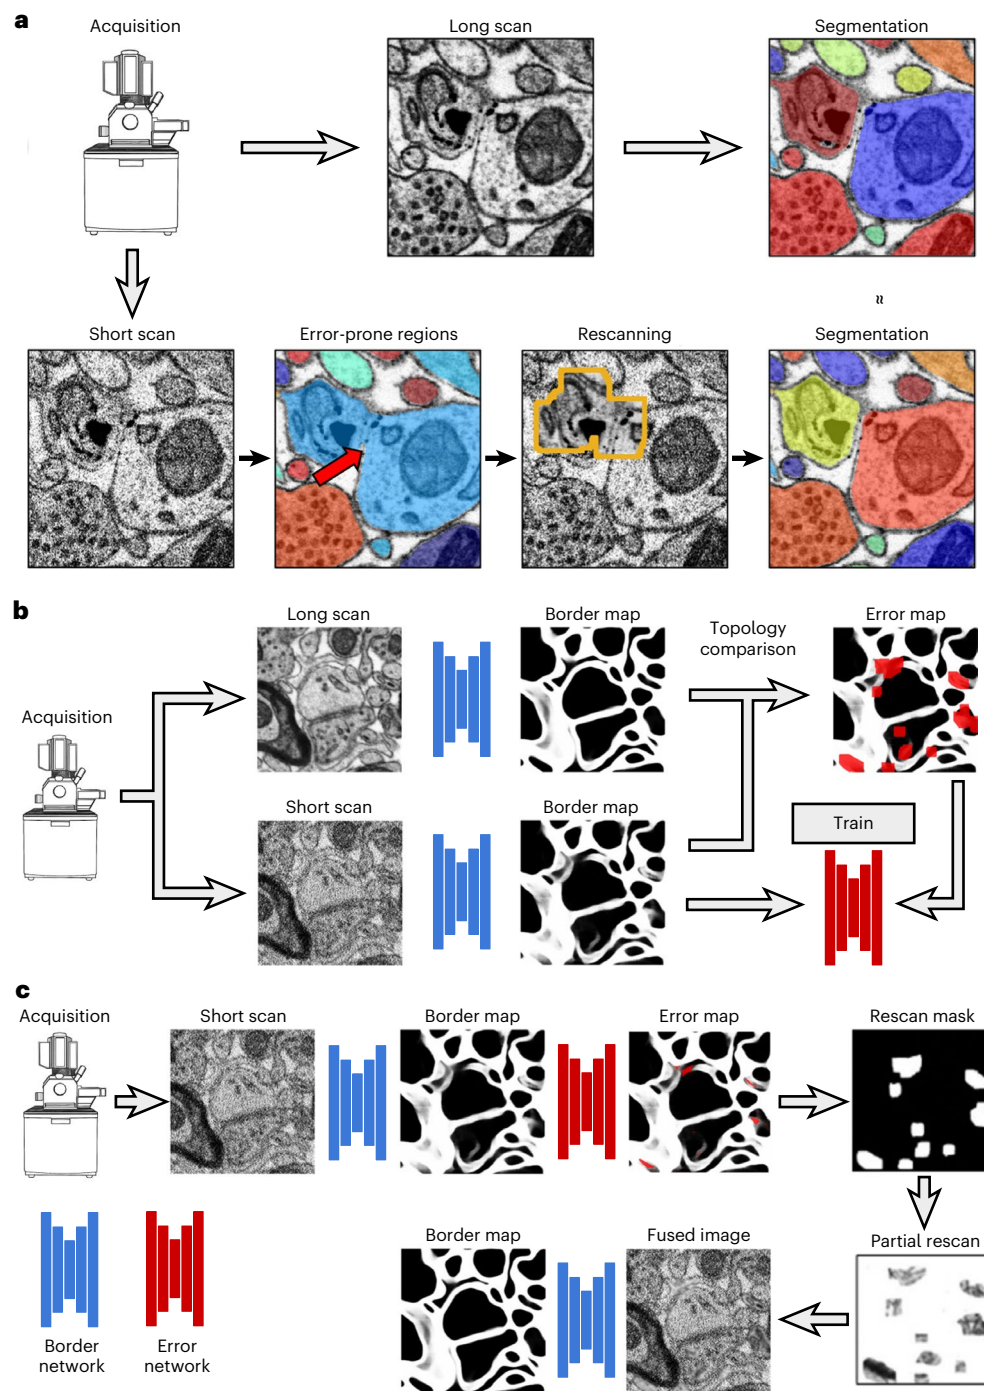 a
Acquisition
Long scan
Segmentation
≈
Short scan
Error-prone regions
Rescanning
Segmentation
b
Long scan
Border map
Topology
comparison
Error map
Acquisition
Short scan
Border map
Train
c
Acquisition
Short scan
Border map
Error map
Rescan mask
Border map
Fused image
Partial rescan
Border
network
Error
network